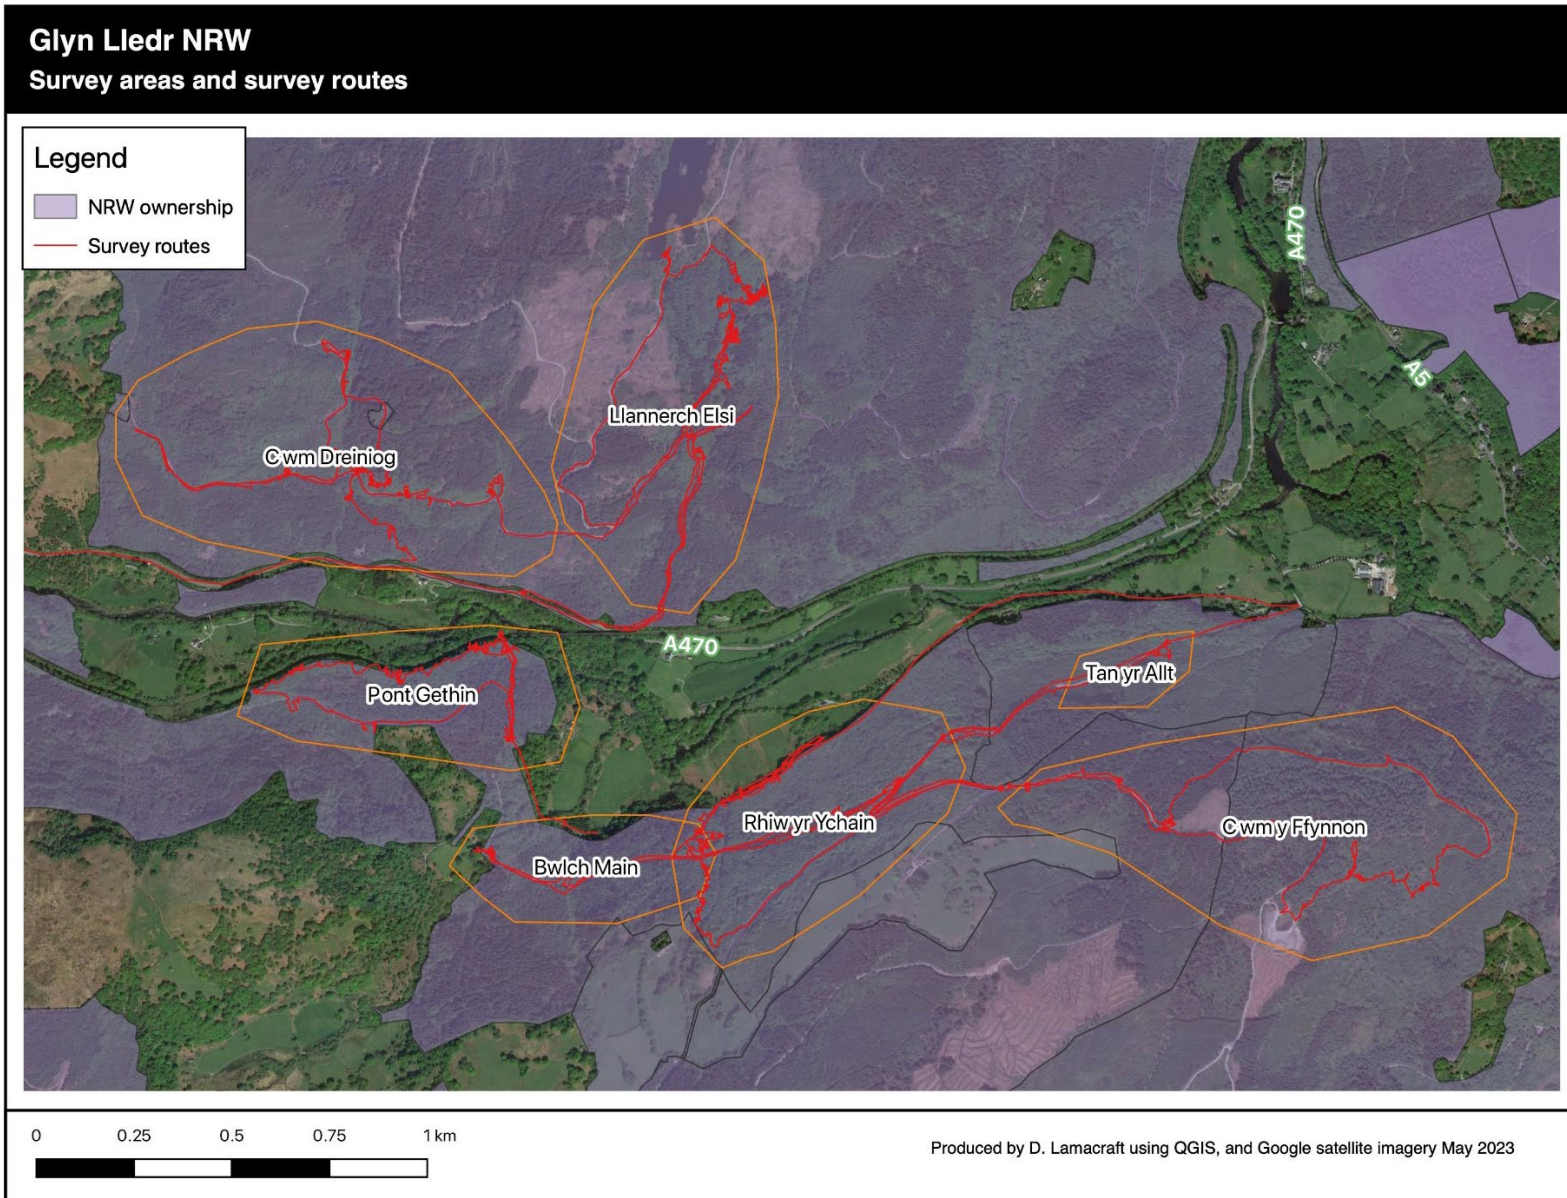 Glyn Lledr NRW
Survey areas and survey routes
Legend
NRW ownership
Survey routes
A470
A5
Llannerch Elsi
Cwm Dreiniog
A470
Tan yr Allt
Pont Gethin
Rhiw yr Ychain
Cwm y Ffynnon
Bwlch Main
0 0.25 0.5 0.75 1 km
Produced by D. Lamacraft using QGIS, and Google satellite imagery May 2023